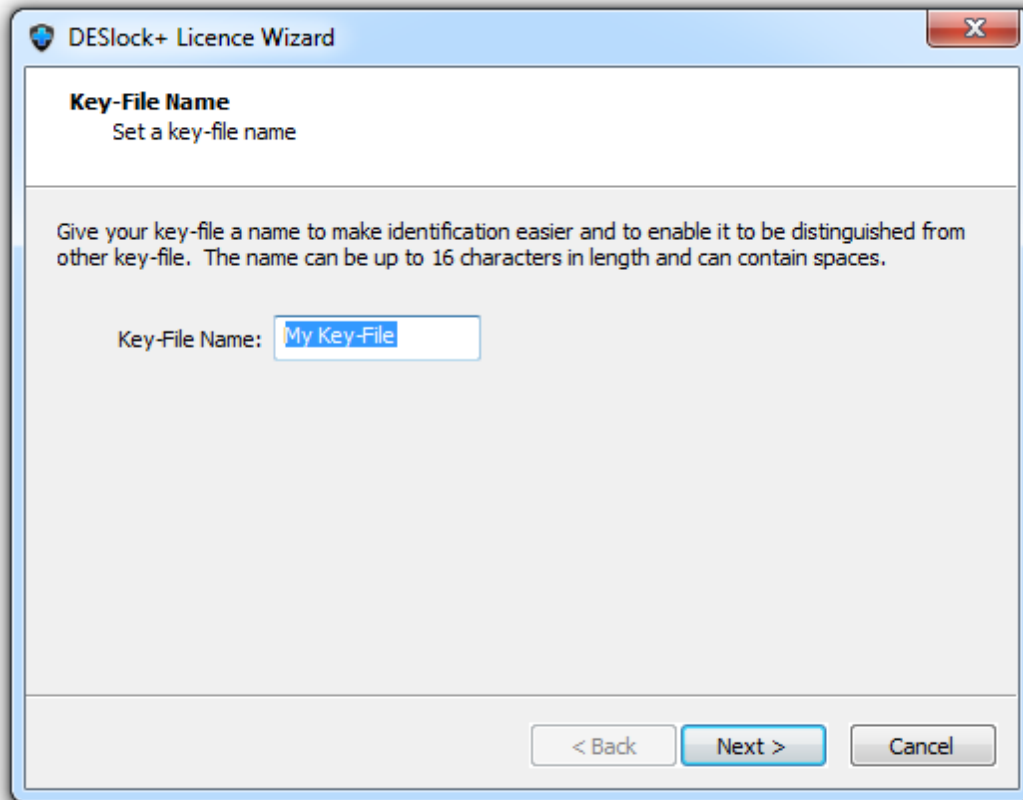 DESlock+ Licence Wizard
X
Key-File Name
Set a key-file name
Give your key-file a name to make identification easier and to enable it to be distinguished from
other key-file.  The name can be up to 16 characters in length and can contain spaces.
Key-File Name: My Key-File
< Back Next > Cancel